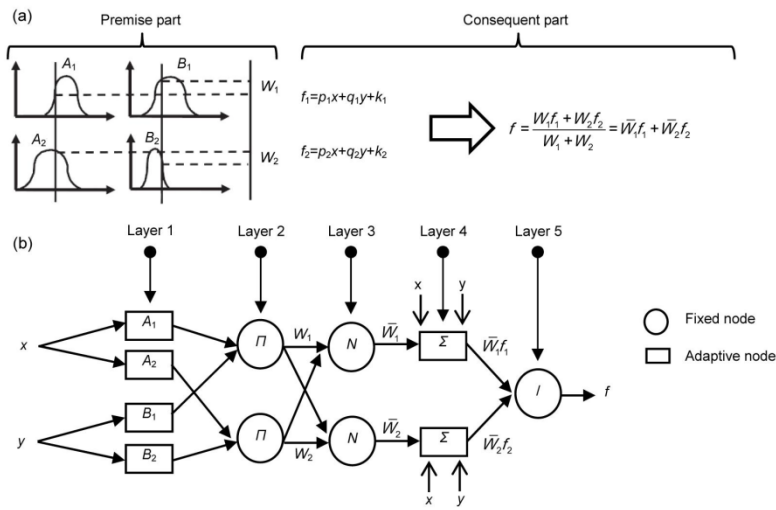 (a) Premise part Consequent part
A₁ B₁
W₁ f₁=p₁x+q₁y+k₁
f = W₁f₁ + W₂f₂ / W₁ + W₂ = W̅₁f₁ + W̅₂f₂
A₂ B₂
W₂ f₂=p₂x+q₂y+k₂
(b) Layer 1 Layer 2 Layer 3 Layer 4 Layer 5
x y
A₁ Π W₁ N W̅₁ Σ W̅₁f₁
Fixed node
x A₂
Adaptive node
I f
B₁
y B₂ Π W₂ N W̅₂ Σ W̅₂f₂
x y